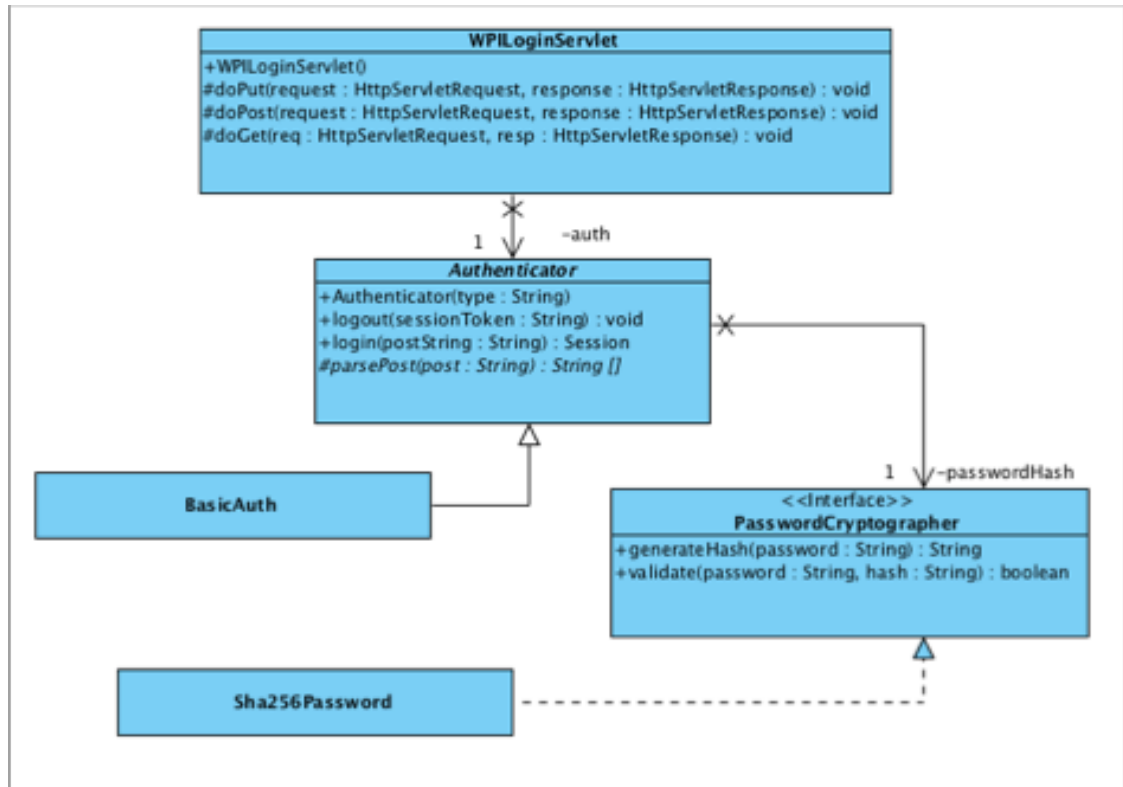 WPILoginServlet
+WPILoginServlet()
#doPut(request : HttpServletRequest, response : HttpServletResponse) : void
#doPost(request : HttpServletRequest, response : HttpServletResponse) : void
#doGet(req : HttpServletRequest, resp : HttpServletResponse) : void
1 -auth
Authenticator
+Authenticator(type : String)
+logout(sessionToken : String) : void
+login(postString : String) : Session
#parsePost(post : String) : String []
BasicAuth
1 -passwordHash
<<Interface>>
PasswordCryptographer
+generateHash(password : String) : String
+validate(password : String, hash : String) : boolean
Sha256Password